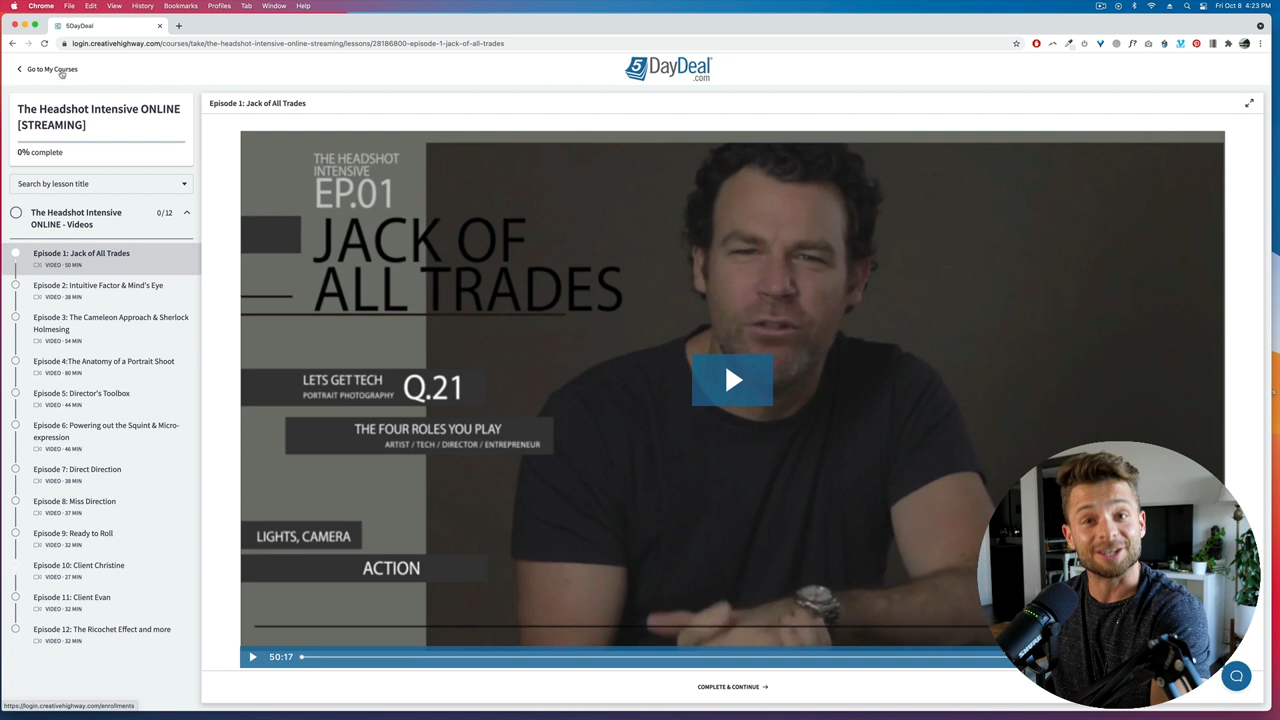 Chrome File Edit View History Bookmarks Profiles Tab Window Help
Fri Oct 8 4:23 PM
5DayDeal
login.creativehighway.com/courses/take/the-headshot-intensive-online-streaming/lessons/28186800-episode-1-jack-of-all-trades
Go to My Courses
5DayDeal
.com
The Headshot Intensive ONLINE
[STREAMING]
0% complete
Search by lesson title
The Headshot Intensive
ONLINE - Videos
0/12
Episode 1: Jack of All Trades
VIDEO · 50 MIN
Episode 2: Intuitive Factor & Mind's Eye
VIDEO · 38 MIN
Episode 3: The Cameleon Approach & Sherlock
Holmesing
VIDEO · 54 MIN
Episode 4:The Anatomy of a Portrait Shoot
VIDEO · 80 MIN
Episode 5: Director's Toolbox
VIDEO · 44 MIN
Episode 6: Powering out the Squint & Micro-
expression
VIDEO · 46 MIN
Episode 7: Direct Direction
VIDEO · 38 MIN
Episode 8: Miss Direction
VIDEO · 37 MIN
Episode 9: Ready to Roll
VIDEO · 32 MIN
Episode 10: Client Christine
VIDEO · 27 MIN
Episode 11: Client Evan
VIDEO · 32 MIN
Episode 12: The Ricochet Effect and more
VIDEO · 32 MIN
https://login.creativehighway.com/enrollments
Episode 1: Jack of All Trades
THE HEADSHOT
INTENSIVE
EP.01
JACK OF
ALL TRADES
LETS GET TECH
PORTRAIT PHOTOGRAPHY
Q.21
THE FOUR ROLES YOU PLAY
ARTIST / TECH / DIRECTOR / ENTREPRENEUR
LIGHTS, CAMERA
ACTION
50:17
SHURE
COMPLETE & CONTINUE →